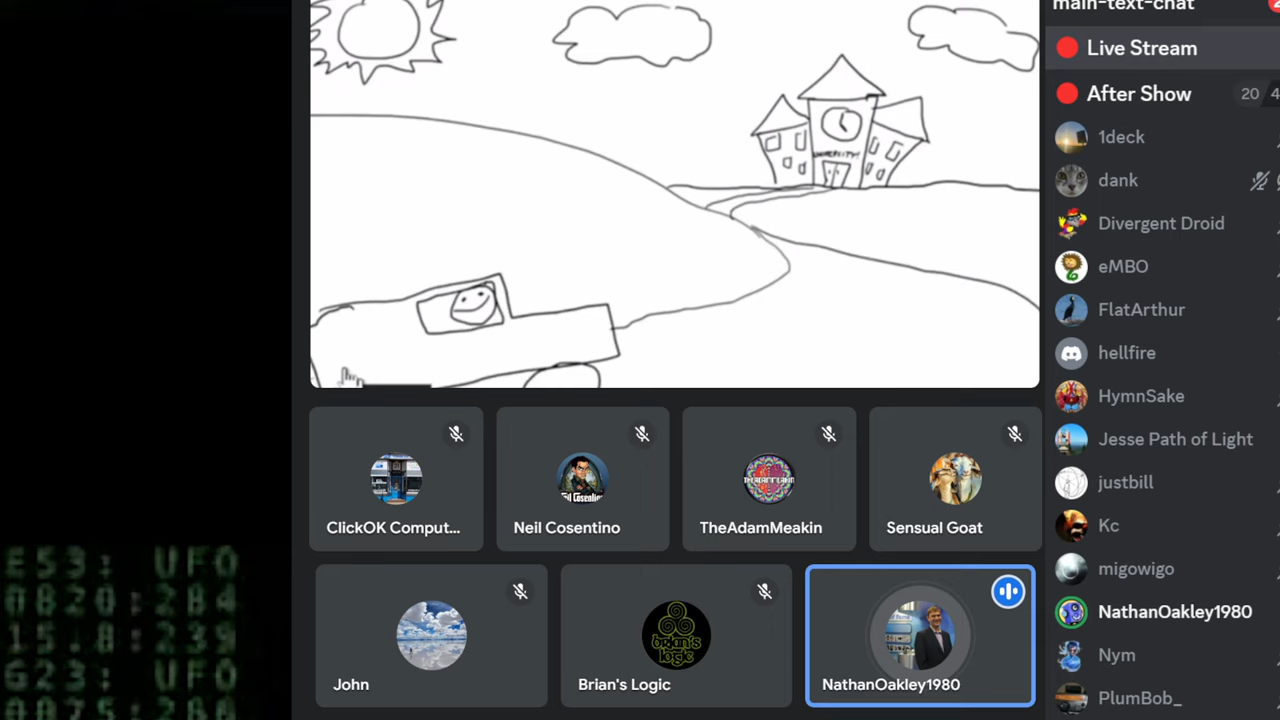 main-text-chat
Live Stream
After Show 20
1deck
dank
Divergent Droid
eMBO
FlatArthur
hellfire
HymnSake
Jesse Path of Light
justbill
Kc
migowigo
NathanOakley1980
Nym
PlumBob_
ClickOK Comput...
Neil Cosentino
TheAdamMeakin
Sensual Goat
brian's
logic
John
Brian's Logic
NathanOakley1980
E53: UFO
0820:284
15.8:239
G23: UFO